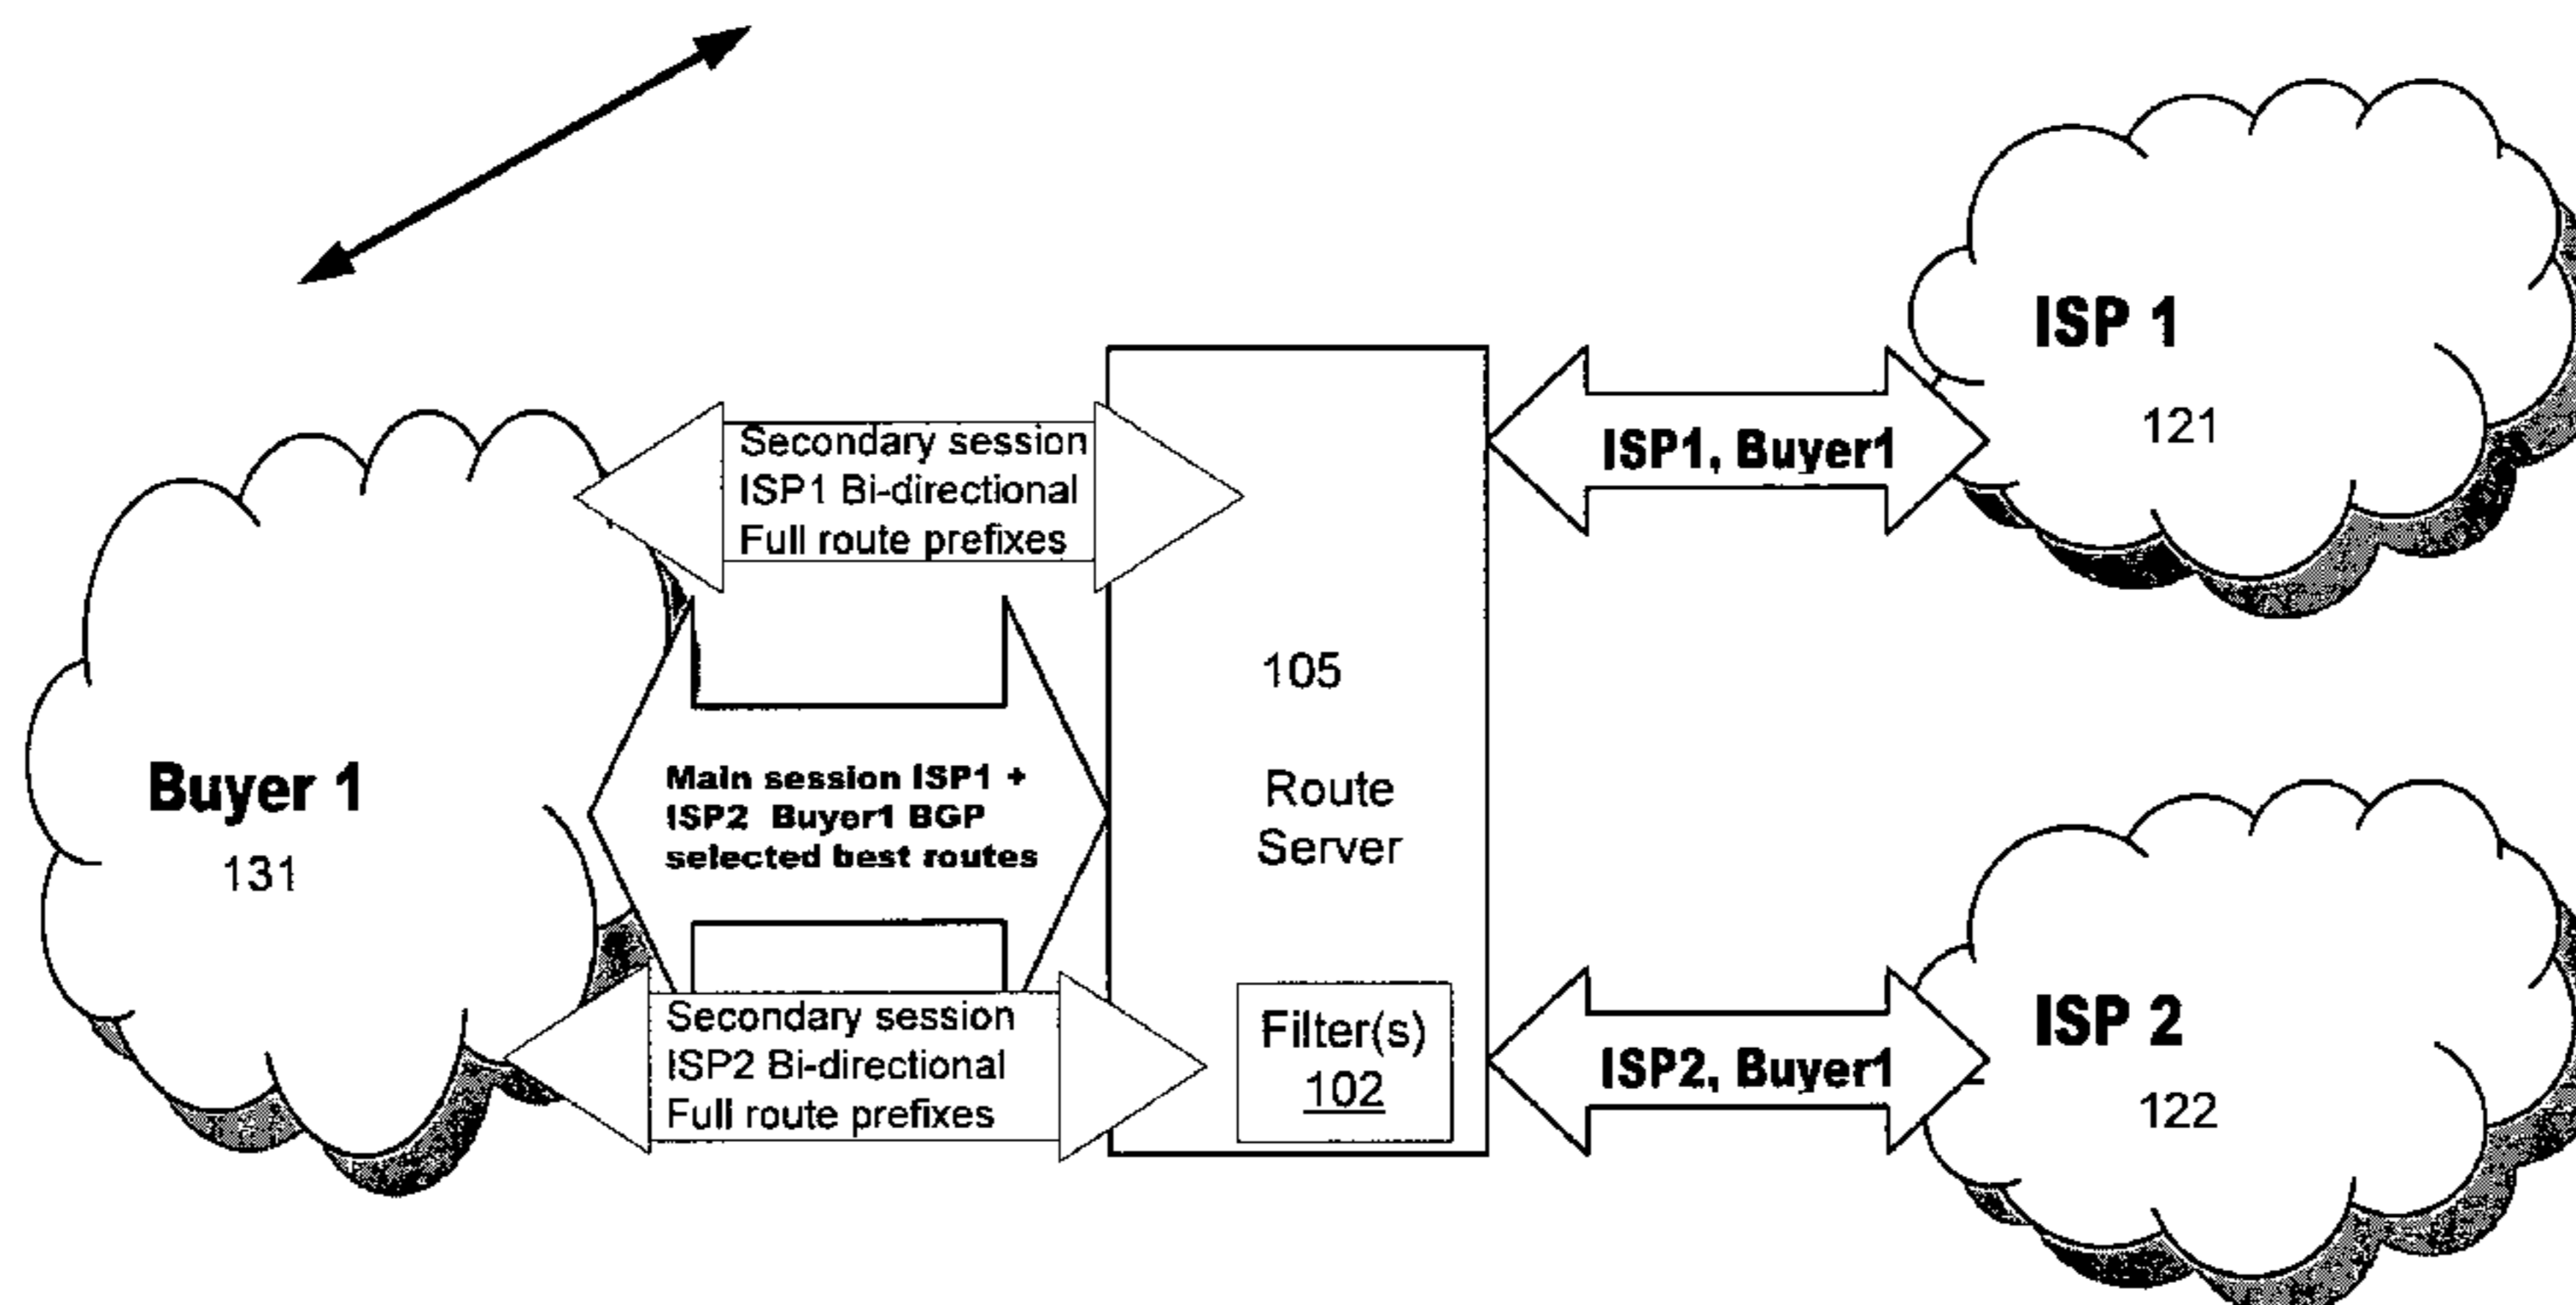 ISP 1
121
ISP1, Buyer1
Secondary session
ISP1 Bi-directional
Full route prefixes
105
Route
Server
Buyer 1
131
Main session ISP1 +
ISP2 Buyer1 BGP
selected best routes
Secondary session
ISP2 Bi-directional
Full route prefixes
Filter(s)
102
ISP2, Buyer1
ISP 2
122